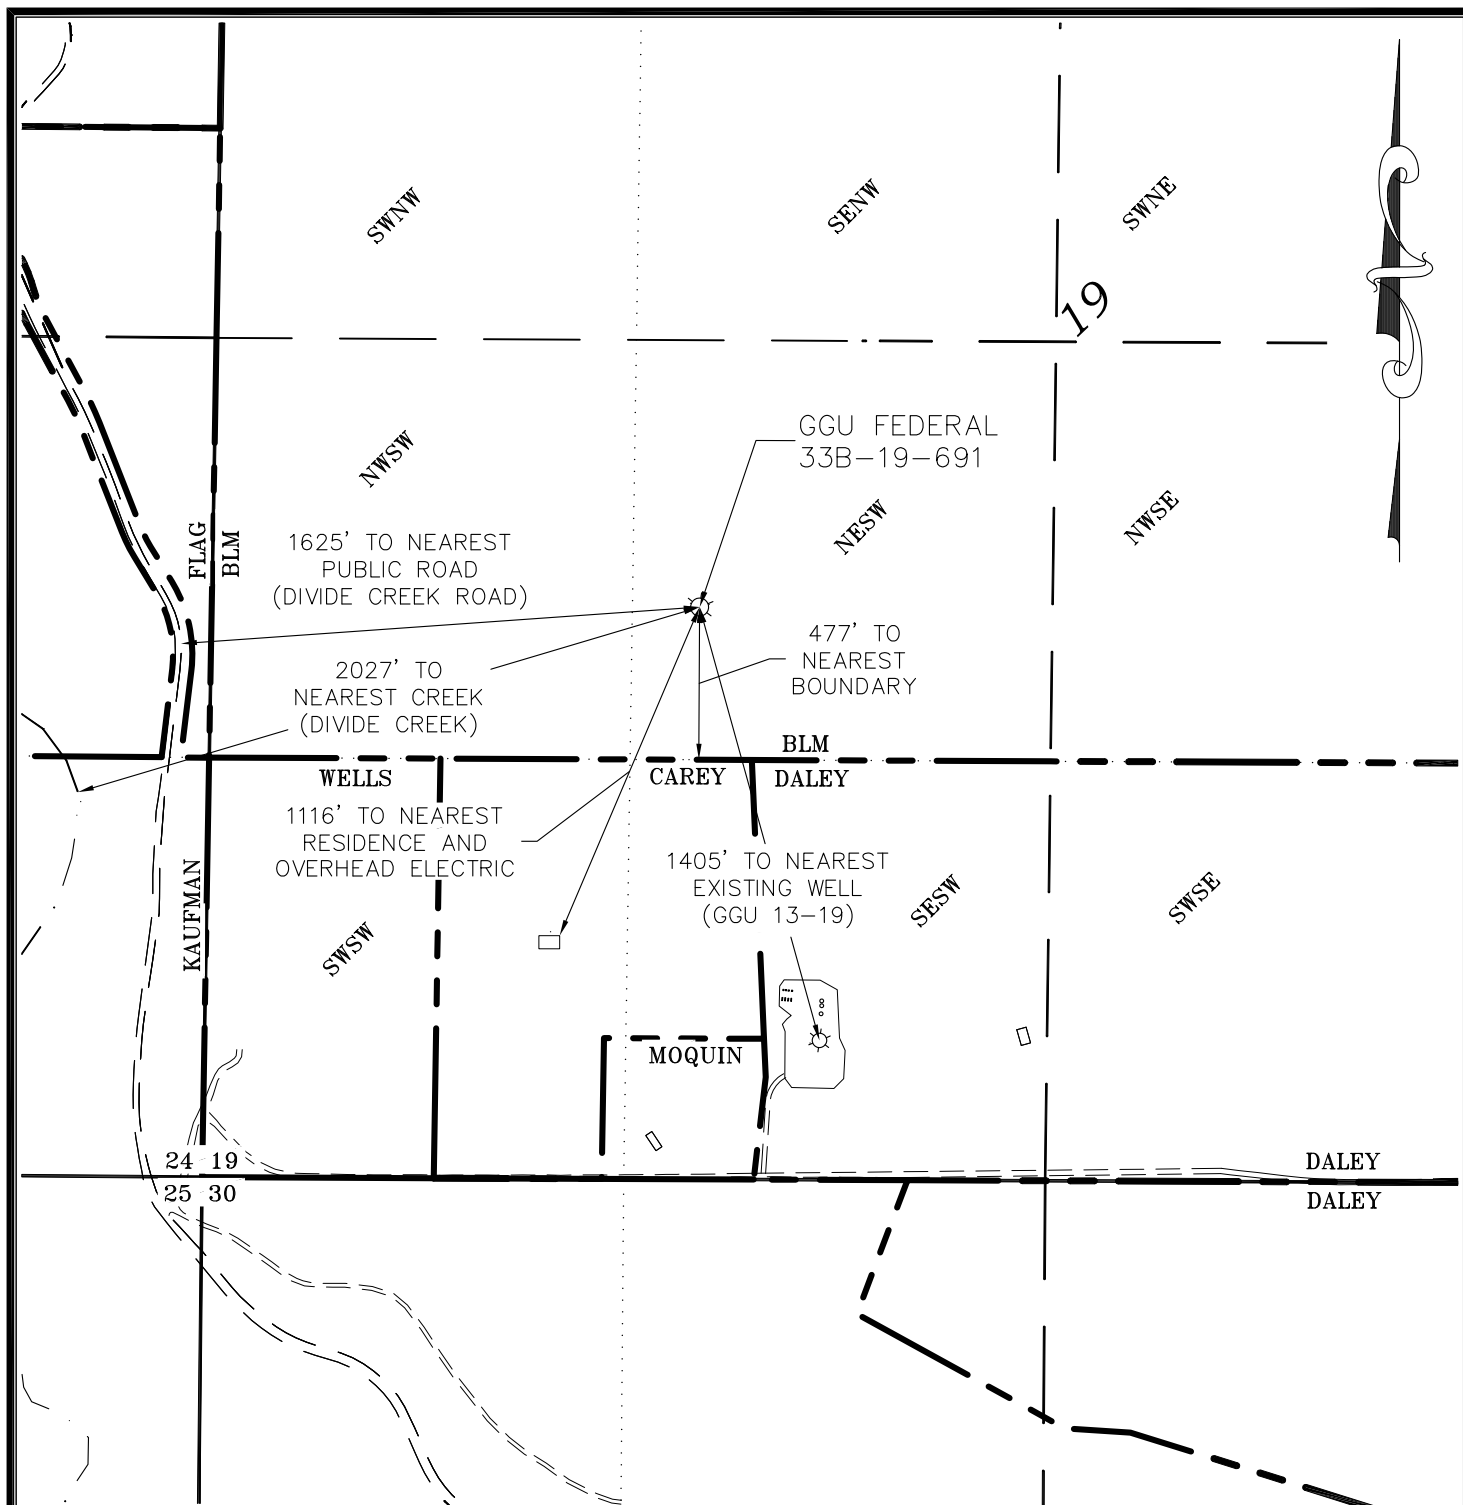 SWNW
SENW
SWNE
19
GGU FEDERAL
33B-19-691
NWSW
NESW
NWSE
FLAG
BLM
1625' TO NEAREST
PUBLIC ROAD
(DIVIDE CREEK ROAD)
477' TO
NEAREST
BOUNDARY
2027' TO
NEAREST CREEK
(DIVIDE CREEK)
BLM
WELLS
CAREY
DALEY
1116' TO NEAREST
RESIDENCE AND
OVERHEAD ELECTRIC
1405' TO NEAREST
EXISTING WELL
(GGU 13-19)
KAUFMAN
SWSW
SESW
SWSE
MOQUIN
24 19
25 30
DALEY
DALEY